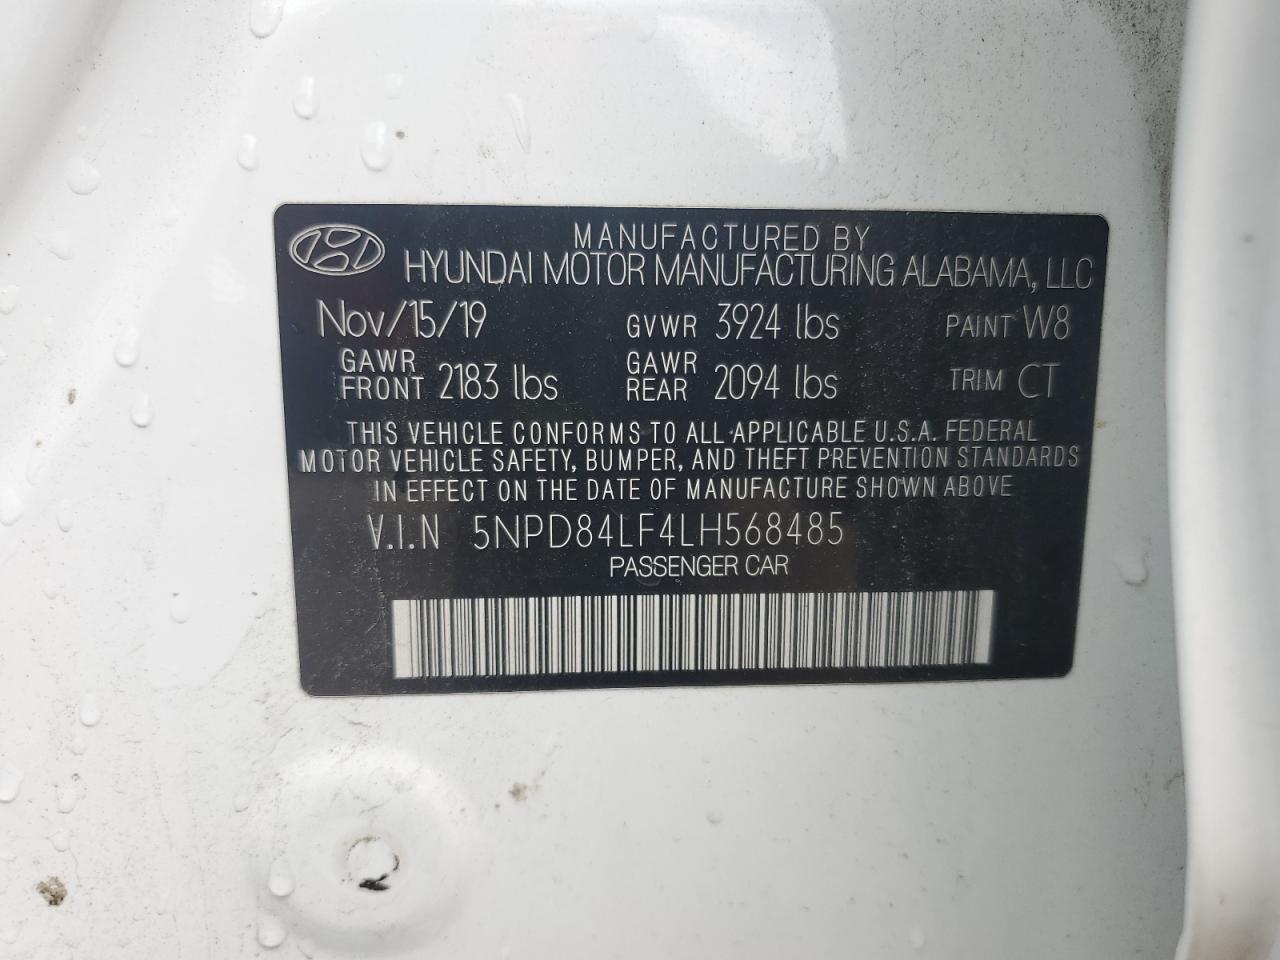 MANUFACTURED BY
HYUNDAI MOTOR MANUFACTURING ALABAMA, LLC
Nov/15/19 GVWR 3924 lbs PAINT W8
GAWR FRONT 2183 lbs GAWR REAR 2094 lbs TRIM CT
THIS VEHICLE CONFORMS TO ALL APPLICABLE U.S.A. FEDERAL
MOTOR VEHICLE SAFETY, BUMPER, AND THEFT PREVENTION STANDARDS
IN EFFECT ON THE DATE OF MANUFACTURE SHOWN ABOVE
V.I.N 5NPD84LF4LH568485
PASSENGER CAR